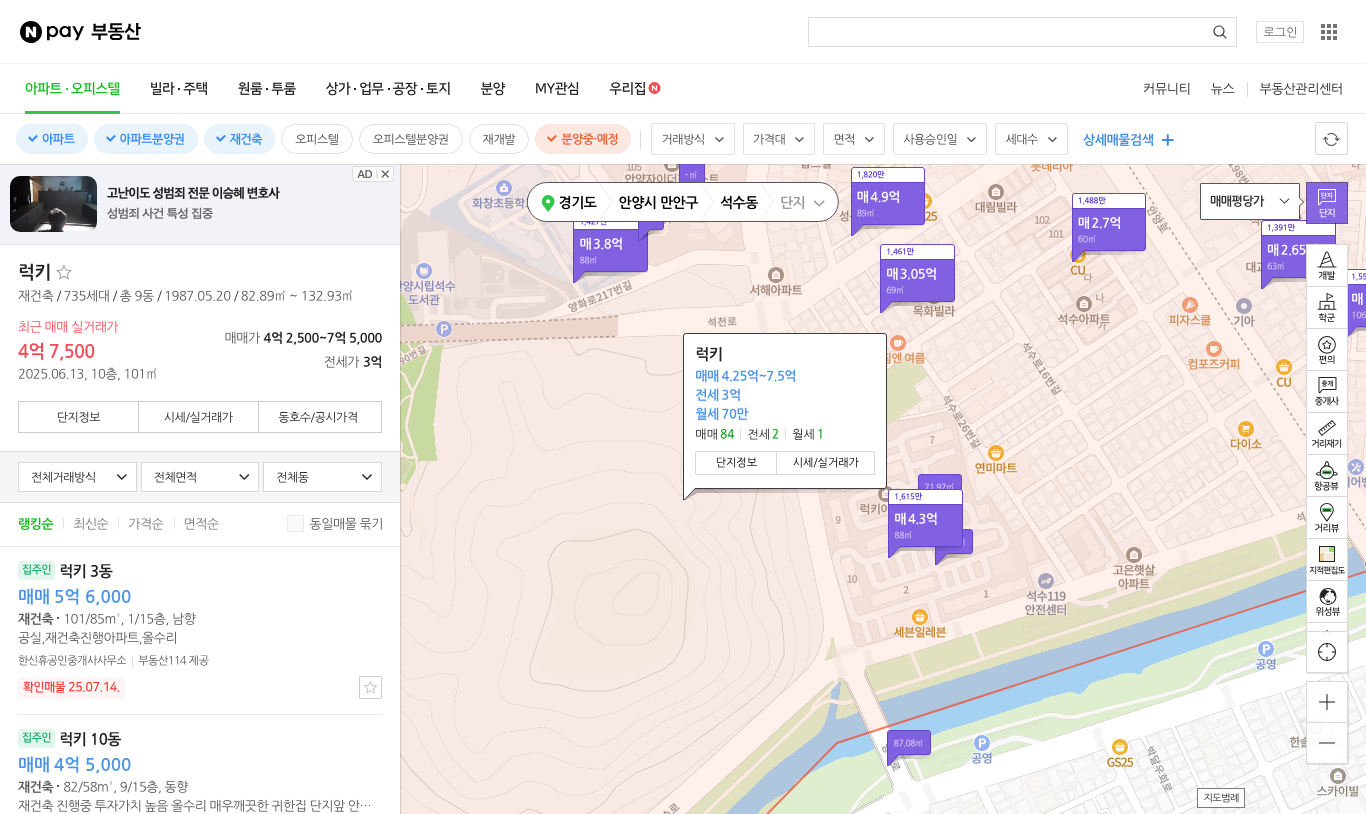 N pay 부동산
로그인
아파트 · 오피스텔
빌라 · 주택
원룸 · 투룸
상가 · 업무 · 공장 · 토지
분양
MY관심
우리집 N
커뮤니티
뉴스
부동산관리센터
아파트
아파트분양권
재건축
오피스텔
오피스텔분양권
재개발
분양중·예정
거래방식
가격대
면적
사용승인일
세대수
상세매물검색
AD
고난이도 성범죄 전문 이승혜 변호사
성범죄 사건 특성 집중
럭키
재건축 / 735세대 / 총 9동 / 1987.05.20 / 82.89㎡ ~ 132.93㎡
최근 매매 실거래가
4억 7,500
2025.06.13, 10층, 101㎡
매매가 4억 2,500~7억 5,000
전세가 3억
단지정보
시세/실거래가
동호수/공시가격
전체거래방식
전체면적
전체동
랭킹순
최신순
가격순
면적순
동일매물 묶기
집주인 럭키 3동
매매 5억 6,000
재건축 · 101/85m², 1/15층, 남향
공실,재건축진행아파트,올수리
한신휴공인중개사사무소 | 부동산114 제공
확인매물 25.07.14.
집주인 럭키 10동
매매 4억 5,000
재건축 · 82/58m², 9/15층, 동향
재건축 진행중 투자가치 높음 올수리 매우깨끗한 귀한집 단지앞 안…
경기도
안양시 만안구
석수동
단지
매매평당가
단지
단지
105
화창초등학
매3.8억
88㎡
1,820만
매4.9억
89㎡
25
대림빌라
102
101
롯데리아
1,488만
매2.7억
60㎡
CU
1,391만
매2.65
63㎡
안양로
1,461만
매3.05억
69㎡
목화빌라
안양시립석수
도서관
P
양화로217번길
서해아파트
석천로
다
나
가
석수아파트
피자스쿨
기아
컴포즈커피
CU
석수로16번길
석수로26번길
다이소
연미마트
7
럭키
매매 4.25억~7.5억
전세 3억
월세 70만
매매 84
전세 2
월세 1
단지정보
시세/실거래가
71.97㎡
1,615만
매4.3억
88㎡
9
10
2
1
고은햇살
아파트
석수119
안전센터
세븐일레븐
P
공영
87.08㎡
P
공영
GS25
박달우회로
스카이빌
지도범례
개발
학군
편의
중개
중개사
거리재기
항공뷰
거리뷰
지적편집도
위성뷰